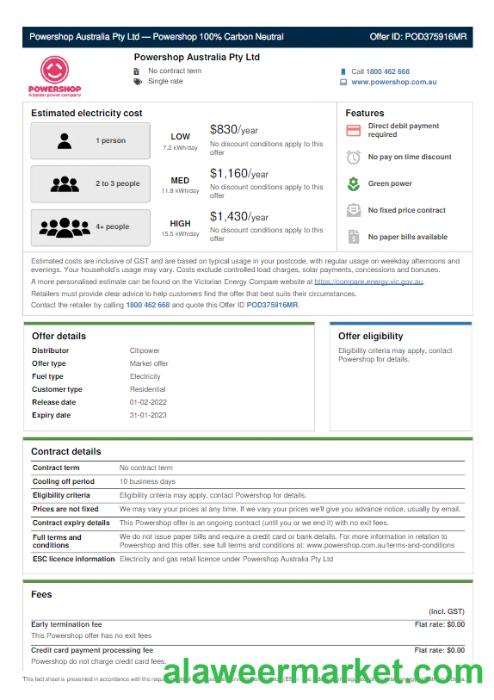 Powershop Australia Pty Ltd — Powershop 100% Carbon Neutral Offer ID: POD375916MR
Powershop Australia Pty Ltd
POWERSHOP
A better power company
No contract term
Single rate
Call 1800 462 668
www.powershop.com.au
Estimated electricity cost
1 person
LOW
7.2 kWh/day
$830/year
No discount conditions apply to this
offer
2 to 3 people
MED
11.8 kWh/day
$1,160/year
No discount conditions apply to this
offer
4+ people
HIGH
15.5 kWh/day
$1,430/year
No discount conditions apply to this
offer
Features
Direct debit payment
required
No pay on time discount
Green power
No fixed price contract
No paper bills available
Estimated costs are inclusive of GST and are based on typical usage in your postcode, with regular usage on weekday afternoons and
evenings. Your household's usage may vary. Costs exclude controlled load charges, solar payments, concessions and bonuses.
A more personalised estimate can be found on the Victorian Energy Compare website at https://compare.energy.vic.gov.au.
Retailers must provide clear advice to help customers find the offer that best suits their circumstances.
Contact the retailer by calling 1800 462 668 and quote this Offer ID POD375916MR.
Offer details
Distributor Citipower
Offer type Market offer
Fuel type Electricity
Customer type Residential
Release date 01-02-2022
Expiry date 31-01-2023
Offer eligibility
Eligibility criteria may apply, contact
Powershop for details.
Contract details
Contract term No contract term
Cooling off period 10 business days
Eligibility criteria Eligibility criteria may apply, contact Powershop for details.
Prices are not fixed We may vary your prices at any time. If we vary your prices we'll give you advance notice, usually by email.
Contract expiry details This Powershop offer is an ongoing contract (until you or we end it) with no exit fees.
Full terms and
conditions
We do not issue paper bills and require a credit card or bank details. For more information in relation to
Powershop and this offer, see full terms and conditions at: www.powershop.com.au/terms-and-conditions
ESC licence information Electricity and gas retail licence under Powershop Australia Pty Ltd
Fees
(incl. GST)
Early termination fee Flat rate: $0.00
This Powershop offer has no exit fees
Credit card payment processing fee Flat rate: $0.00
Powershop do not charge credit card fees.
This fact sheet is presented in accordance with the
alaweermarket.com